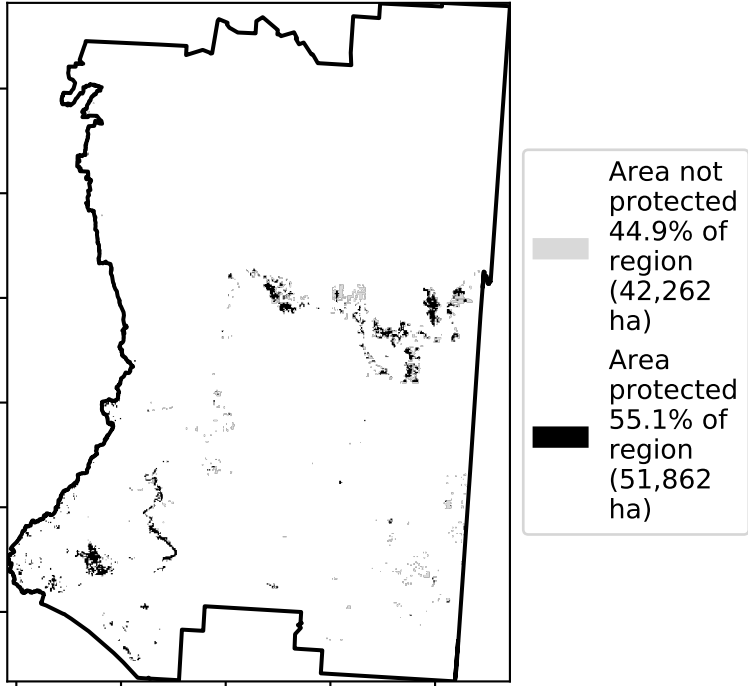 Area not
protected
44.9% of
region
(42,262
ha)
Area
protected
55.1% of
region
(51,862
ha)